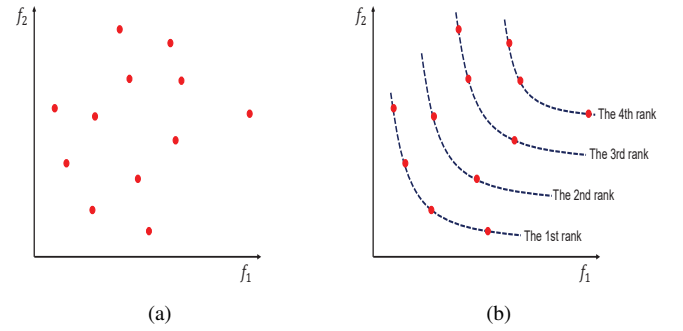 f2
f1
(a)
f2
The 4th rank
The 3rd rank
The 2nd rank
The 1st rank
f1
(b)